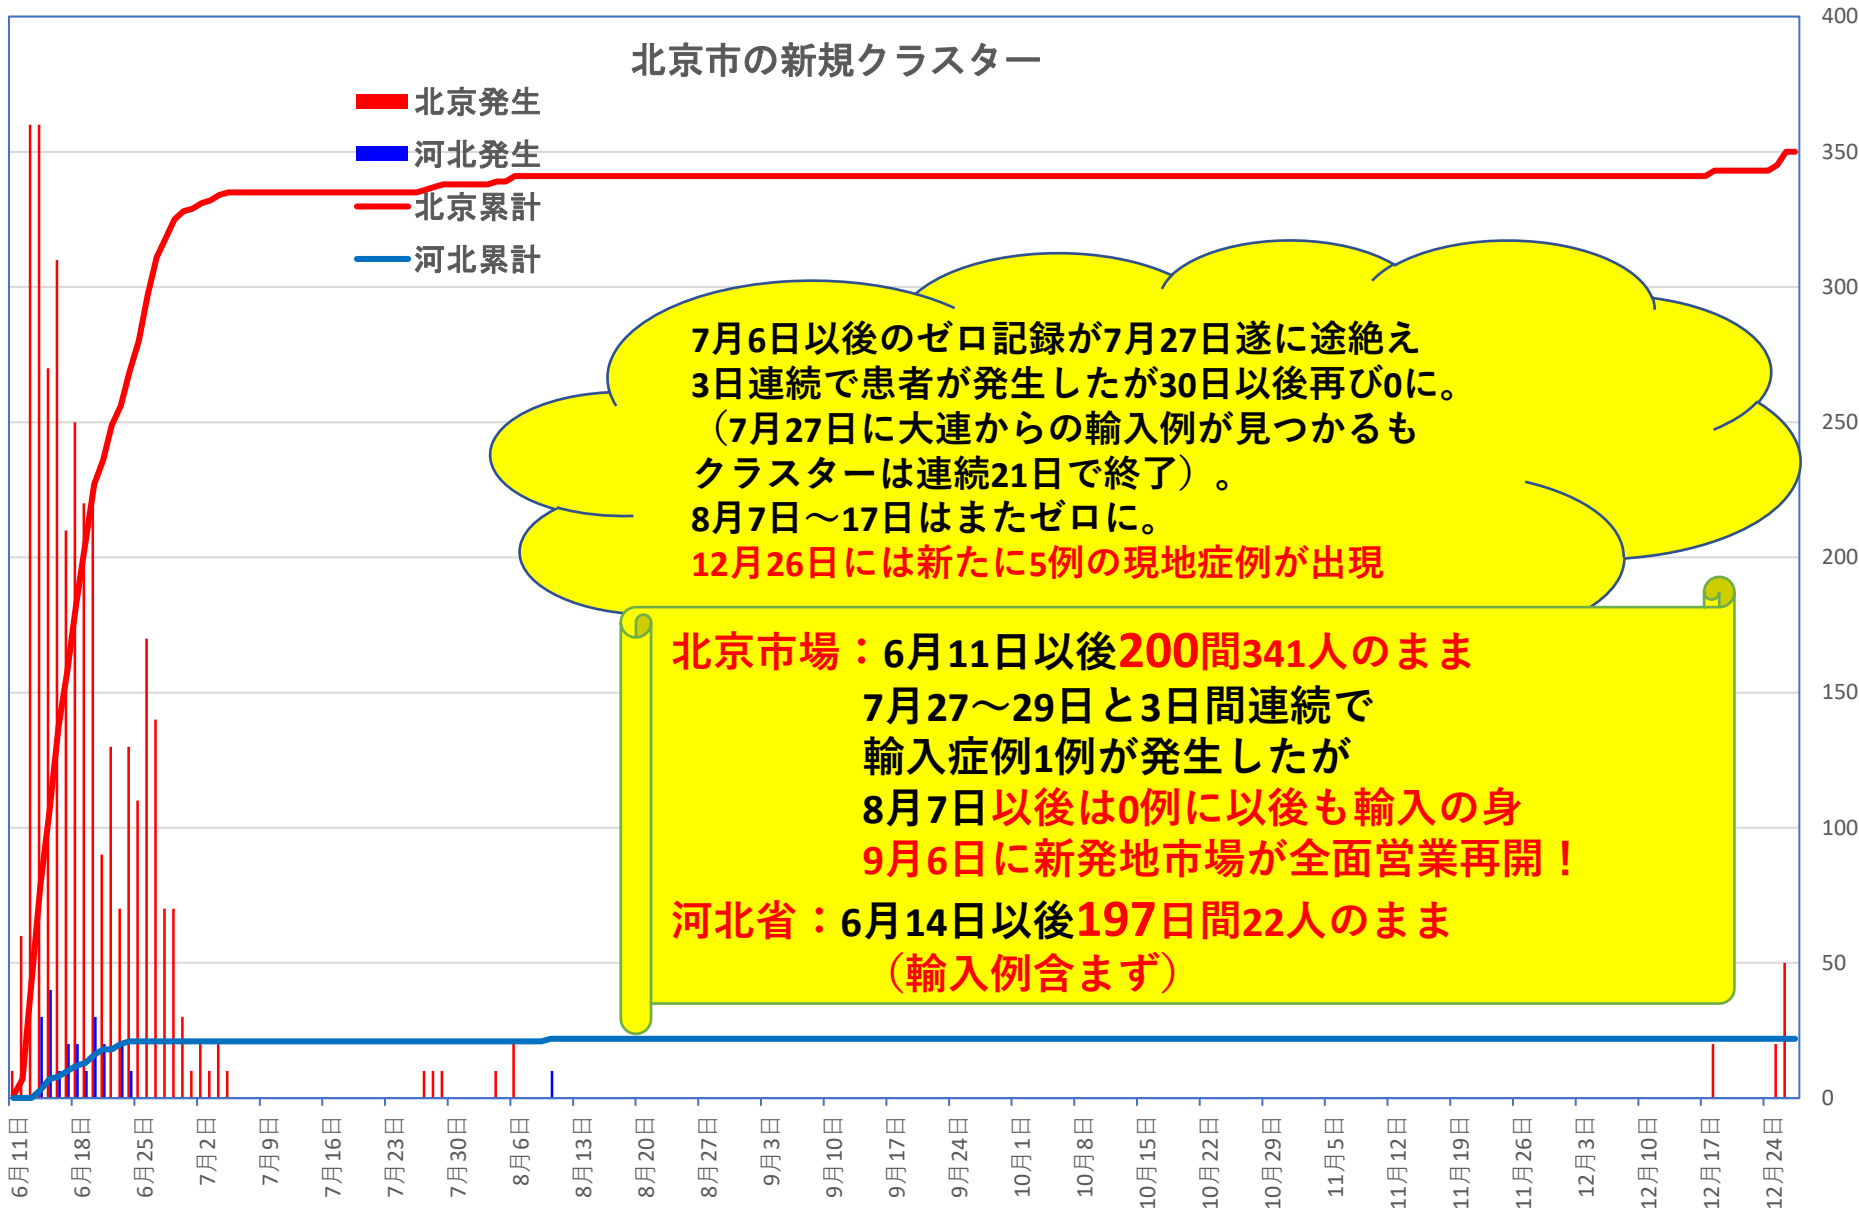 北京市の新規クラスター
北京発生
河北発生
北京累計
河北累計
400
350
300
250
200
150
100
50
0
7月6日以後のゼロ記録が7月27日遂に途絶え
3日連続で患者が発生したが30日以後再び0に。
（7月27日に大連からの輸入例が見つかるも
クラスターは連続21日で終了）。
8月7日～17日はまたゼロに。
12月26日には新たに5例の現地症例が出現
北京市場：6月11日以後200間341人のまま
7月27～29日と3日間連続で
輸入症例1例が発生したが
8月7日以後は0例に以後も輸入の身
9月6日に新発地市場が全面営業再開！
河北省：6月14日以後197日間22人のまま
（輸入例含まず）
6月11日
6月18日
6月25日
7月2日
7月9日
7月16日
7月23日
7月30日
8月6日
8月13日
8月20日
8月27日
9月3日
9月10日
9月17日
9月24日
10月1日
10月8日
10月15日
10月22日
10月29日
11月5日
11月12日
11月19日
11月26日
12月3日
12月10日
12月17日
12月24日